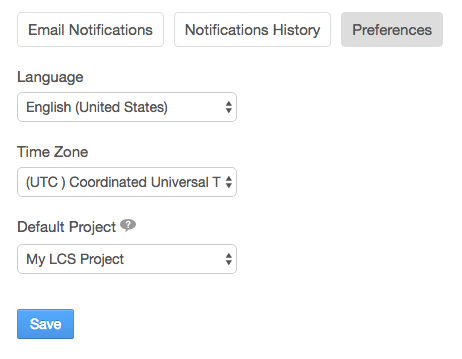 Email Notifications
Notifications History
Preferences
Language
English (United States)
Time Zone
(UTC ) Coordinated Universal T
Default Project ?
My LCS Project
Save